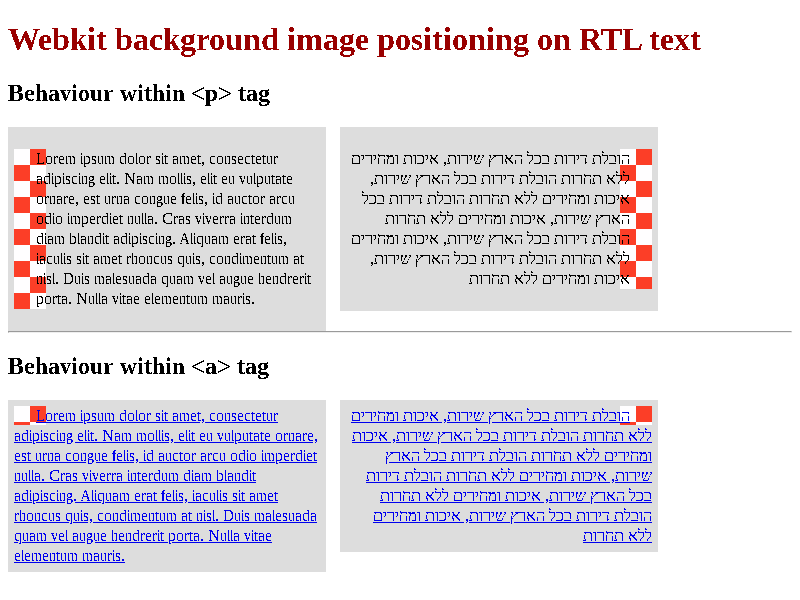 Webkit background image positioning on RTL text
Behaviour within <p> tag
Lorem ipsum dolor sit amet, consectetur
adipiscing elit. Nam mollis, elit eu vulputate
ornare, est urna congue felis, id auctor arcu
odio imperdiet nulla. Cras viverra interdum
diam blandit adipiscing. Aliquam erat felis,
iaculis sit amet rhoncus quis, condimentum at
nisl. Duis malesuada quam vel augue hendrerit
porta. Nulla vitae elementum mauris.
הובלת דירות בכל הארץ שירות, איכות ומחירים
ללא תחרות הובלת דירות בכל הארץ שירות,
איכות ומחירים ללא תחרות הובלת דירות בכל
הארץ שירות, איכות ומחירים ללא תחרות
הובלת דירות בכל הארץ שירות, איכות ומחירים
ללא תחרות הובלת דירות בכל הארץ שירות,
איכות ומחירים ללא תחרות
Behaviour within <a> tag
Lorem ipsum dolor sit amet, consectetur
adipiscing elit. Nam mollis, elit eu vulputate ornare,
est urna congue felis, id auctor arcu odio imperdiet
nulla. Cras viverra interdum diam blandit
adipiscing. Aliquam erat felis, iaculis sit amet
rhoncus quis, condimentum at nisl. Duis malesuada
quam vel augue hendrerit porta. Nulla vitae
elementum mauris.
הובלת דירות בכל הארץ שירות, איכות ומחירים
ללא תחרות הובלת דירות בכל הארץ שירות, איכות
ומחירים ללא תחרות הובלת דירות בכל הארץ
שירות, איכות ומחירים ללא תחרות הובלת דירות
בכל הארץ שירות, איכות ומחירים ללא תחרות
הובלת דירות בכל הארץ שירות, איכות ומחירים
ללא תחרות